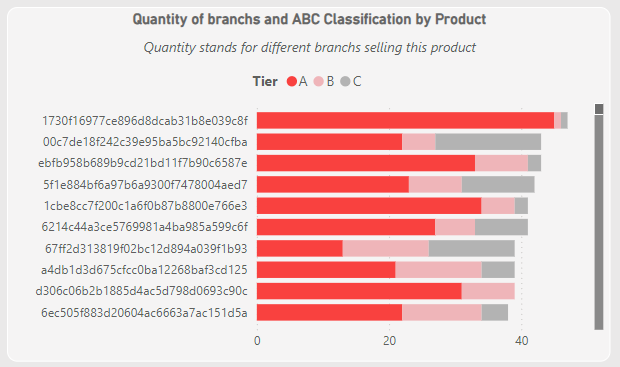 Quantity of branchs and ABC Classification by Product
Quantity stands for different branchs selling this product
Tier A B C
1730f16977ce896d8dcab31b8e039c8f
00c7de18f242c39e95ba5bc92140cfba
ebfb958b689b9cd21bd11f7b90c6587e
5f1e884bf6a97b6a9300f7478004aed7
1cbe8cc7f200c1a6f0b87b8800e766e3
6214c44a3ce5769981a4ba985a599c6f
67ff2d313819f02bc12d894a039f1b93
a4db1d3d675cfcc0ba12268baf3cd125
d306c06b2b1885d4ac5d798d0693c90c
6ec505f883d20604ac6663a7ac151d5a
0 20 40